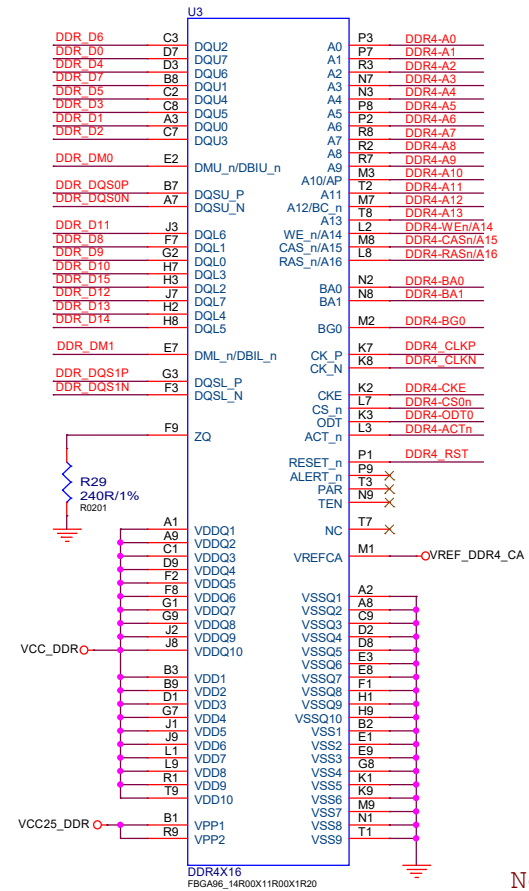 U3
DDR_D6 C3 DQU2
DDR_D0 D7 DQU7
DDR_D4 D3 DQU6
DDR_D7 B8 DQU1
DDR_D5 C2 DQU4
DDR_D3 C8 DQU5
DDR_D1 A3 DQU0
DDR_D2 C7 DQU3
DDR_DM0 E2 DMU_n/DBIU_n
DDR_DQS0P B7 DQSU_P
DDR_DQS0N A7 DQSU_N
DDR_D11 J3 DQL6
DDR_D8 F7 DQL1
DDR_D9 G2 DQL0
DDR_D10 H7 DQL3
DDR_D15 H3 DQL2
DDR_D12 J7 DQL7
DDR_D13 H2 DQL4
DDR_D14 H8 DQL5
DDR_DM1 E7 DML_n/DBIL_n
DDR_DQS1P G3 DQSL_P
DDR_DQS1N F3 DQSL_N
F9 ZQ
R29
240R/1%
R0201
A1 VDDQ1
A9 VDDQ2
C1 VDDQ3
D9 VDDQ4
F2 VDDQ5
F8 VDDQ6
G1 VDDQ7
G9 VDDQ8
J2 VDDQ9
VCC_DDR J8 VDDQ10
B3 VDD1
B9 VDD2
D1 VDD3
G7 VDD4
J1 VDD5
J9 VDD6
L1 VDD7
L9 VDD8
R1 VDD9
T9 VDD10
VCC25_DDR B1 VPP1
R9 VPP2
A0 P3 DDR4-A0
A1 P7 DDR4-A1
A2 R3 DDR4-A2
A3 N7 DDR4-A3
A4 N3 DDR4-A4
A5 P8 DDR4-A5
A6 P2 DDR4-A6
A7 R8 DDR4-A7
A8 R2 DDR4-A8
A9 R7 DDR4-A9
A10/AP M3 DDR4-A10
A11 T2 DDR4-A11
A12/BC_n M7 DDR4-A12
A13 T8 DDR4-A13
WE_n/A14 L2 DDR4-WEn/A14
CAS_n/A15 M8 DDR4-CASn/A15
RAS_n/A16 L8 DDR4-RASn/A16
BA0 N2 DDR4-BA0
BA1 N8 DDR4-BA1
BG0 M2 DDR4-BG0
CK_P K7 DDR4_CLKP
CK_N K8 DDR4_CLKN
CKE K2 DDR4-CKE
CS_n L7 DDR4-CS0n
ODT K3 DDR4-ODT0
ACT_n L3 DDR4-ACTn
RESET_n P1 DDR4_RST
ALERT_n P9
PAR T3
TEN N9
NC T7
VREFCA M1 VREF_DDR4_CA
VSSQ1 A2
VSSQ2 A8
VSSQ3 C9
VSSQ4 D2
VSSQ5 D8
VSSQ6 E3
VSSQ7 E8
VSSQ8 F1
VSSQ9 H1
VSSQ10 H9
VSS1 B2
VSS2 E1
VSS3 E9
VSS4 G8
VSS5 K1
VSS6 K9
VSS7 M9
VSS8 N1
VSS9 T1
DDR4X16
FBGA96_14R00X11R00X1R20
N